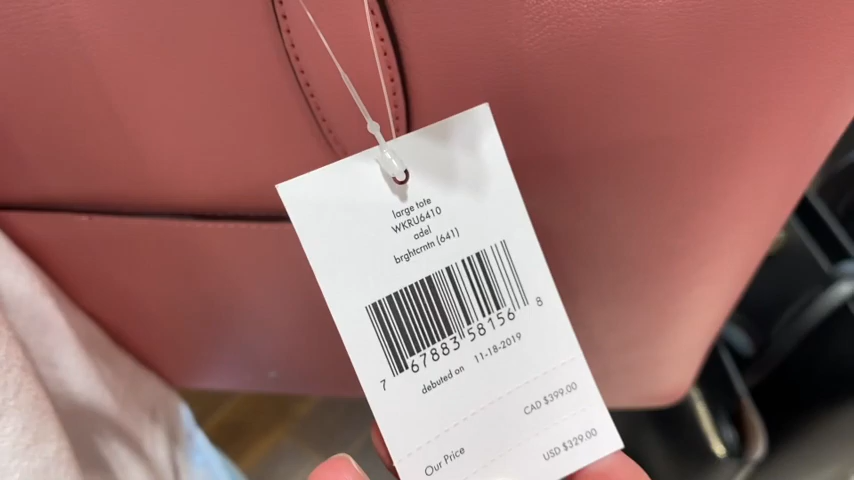 large tote
WKRU6410
adel
brghtcrntn (641)
7 67883 58156 8
debuted on 11-18-2019
CAD $399.00
Our Price
USD $329.00